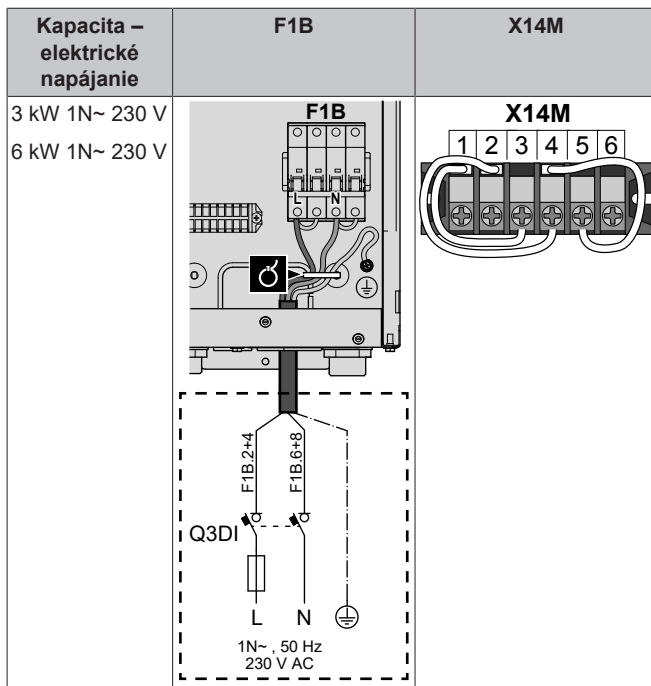 Kapacita –
elektrické
napájanie
F1B
X14M
3 kW 1N~ 230 V
6 kW 1N~ 230 V
F1B
L N
X14M
1 2 3 4 5 6
F1B.2+4
F1B.6+8
Q3DI
L N
1N~ , 50 Hz
230 V AC